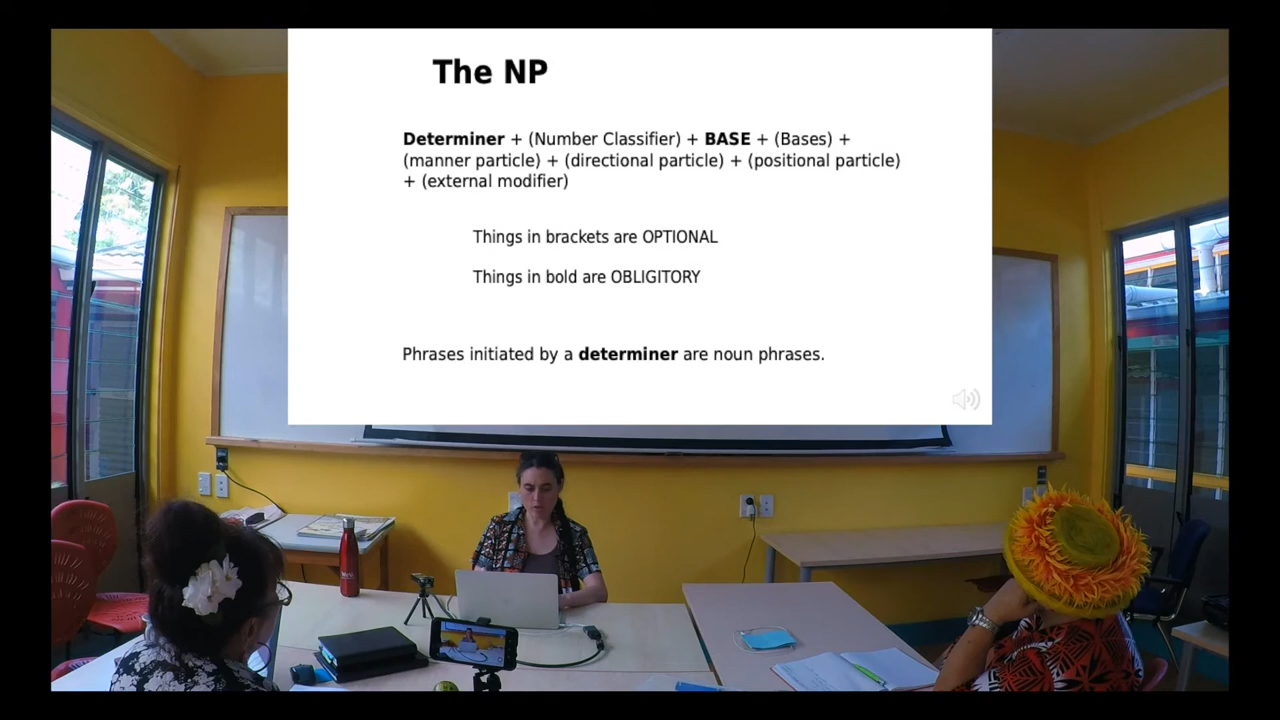 The NP
Determiner + (Number Classifier) + BASE + (Bases) +
(manner particle) + (directional particle) + (positional particle)
+ (external modifier)
Things in brackets are OPTIONAL
Things in bold are OBLIGITORY
Phrases initiated by a determiner are noun phrases.